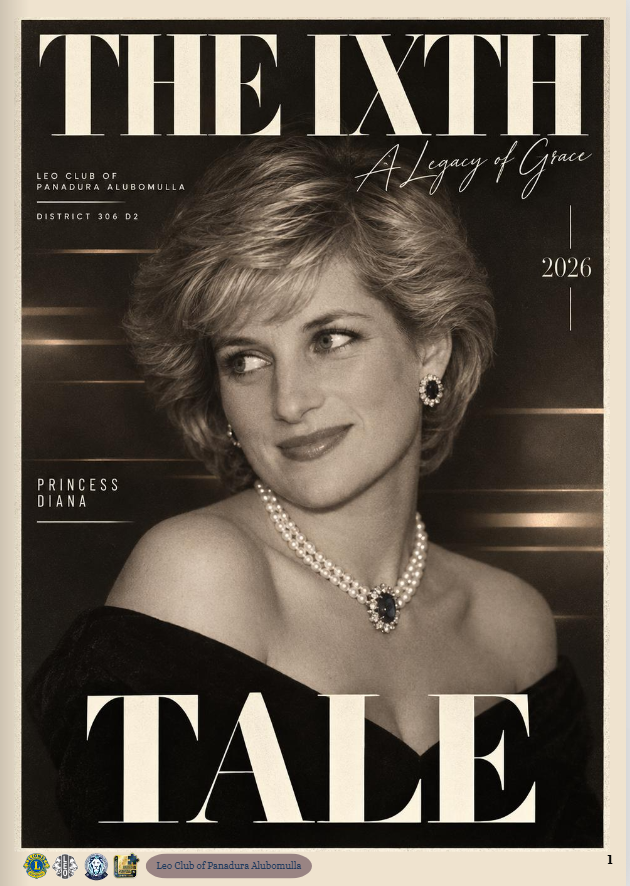 THE IXTH
A Legacy of Grace
LEO CLUB OF
PANADURA ALUBOMULLA
DISTRICT 306 D2
2026
PRINCESS
DIANA
TALE
Leo Club of Panadura Alubomulla
1